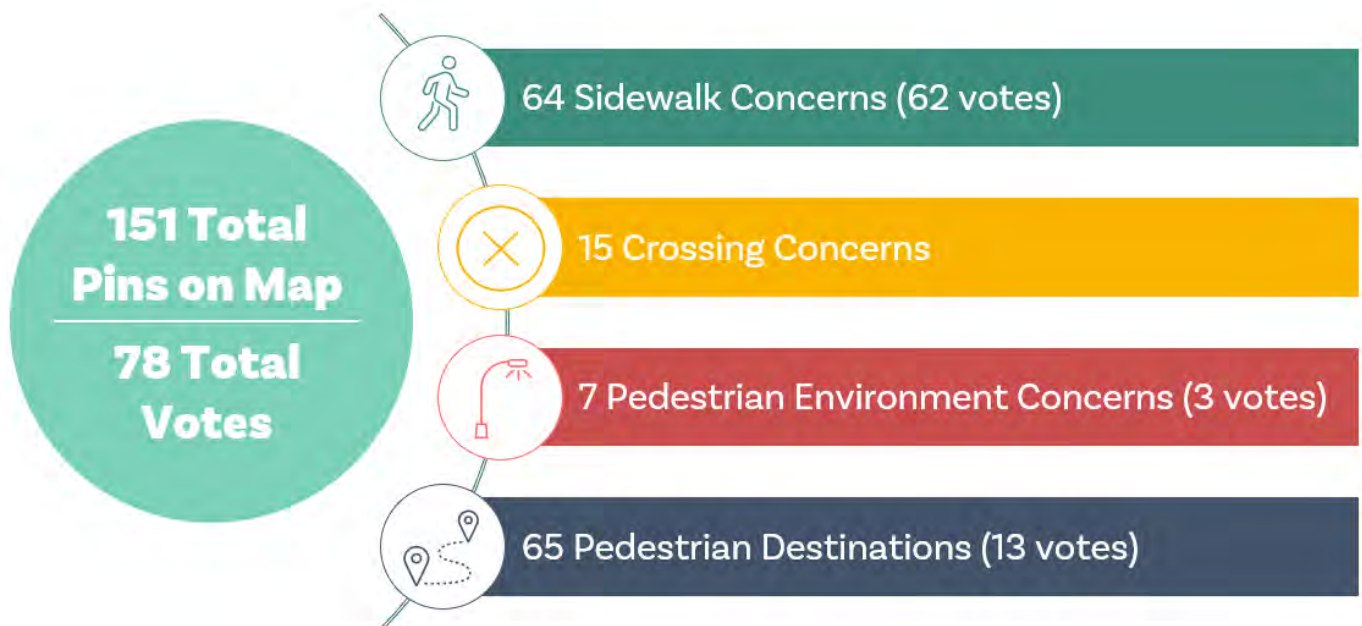 151 Total
Pins on Map
78 Total
Votes
64 Sidewalk Concerns (62 votes)
15 Crossing Concerns
7 Pedestrian Environment Concerns (3 votes)
65 Pedestrian Destinations (13 votes)